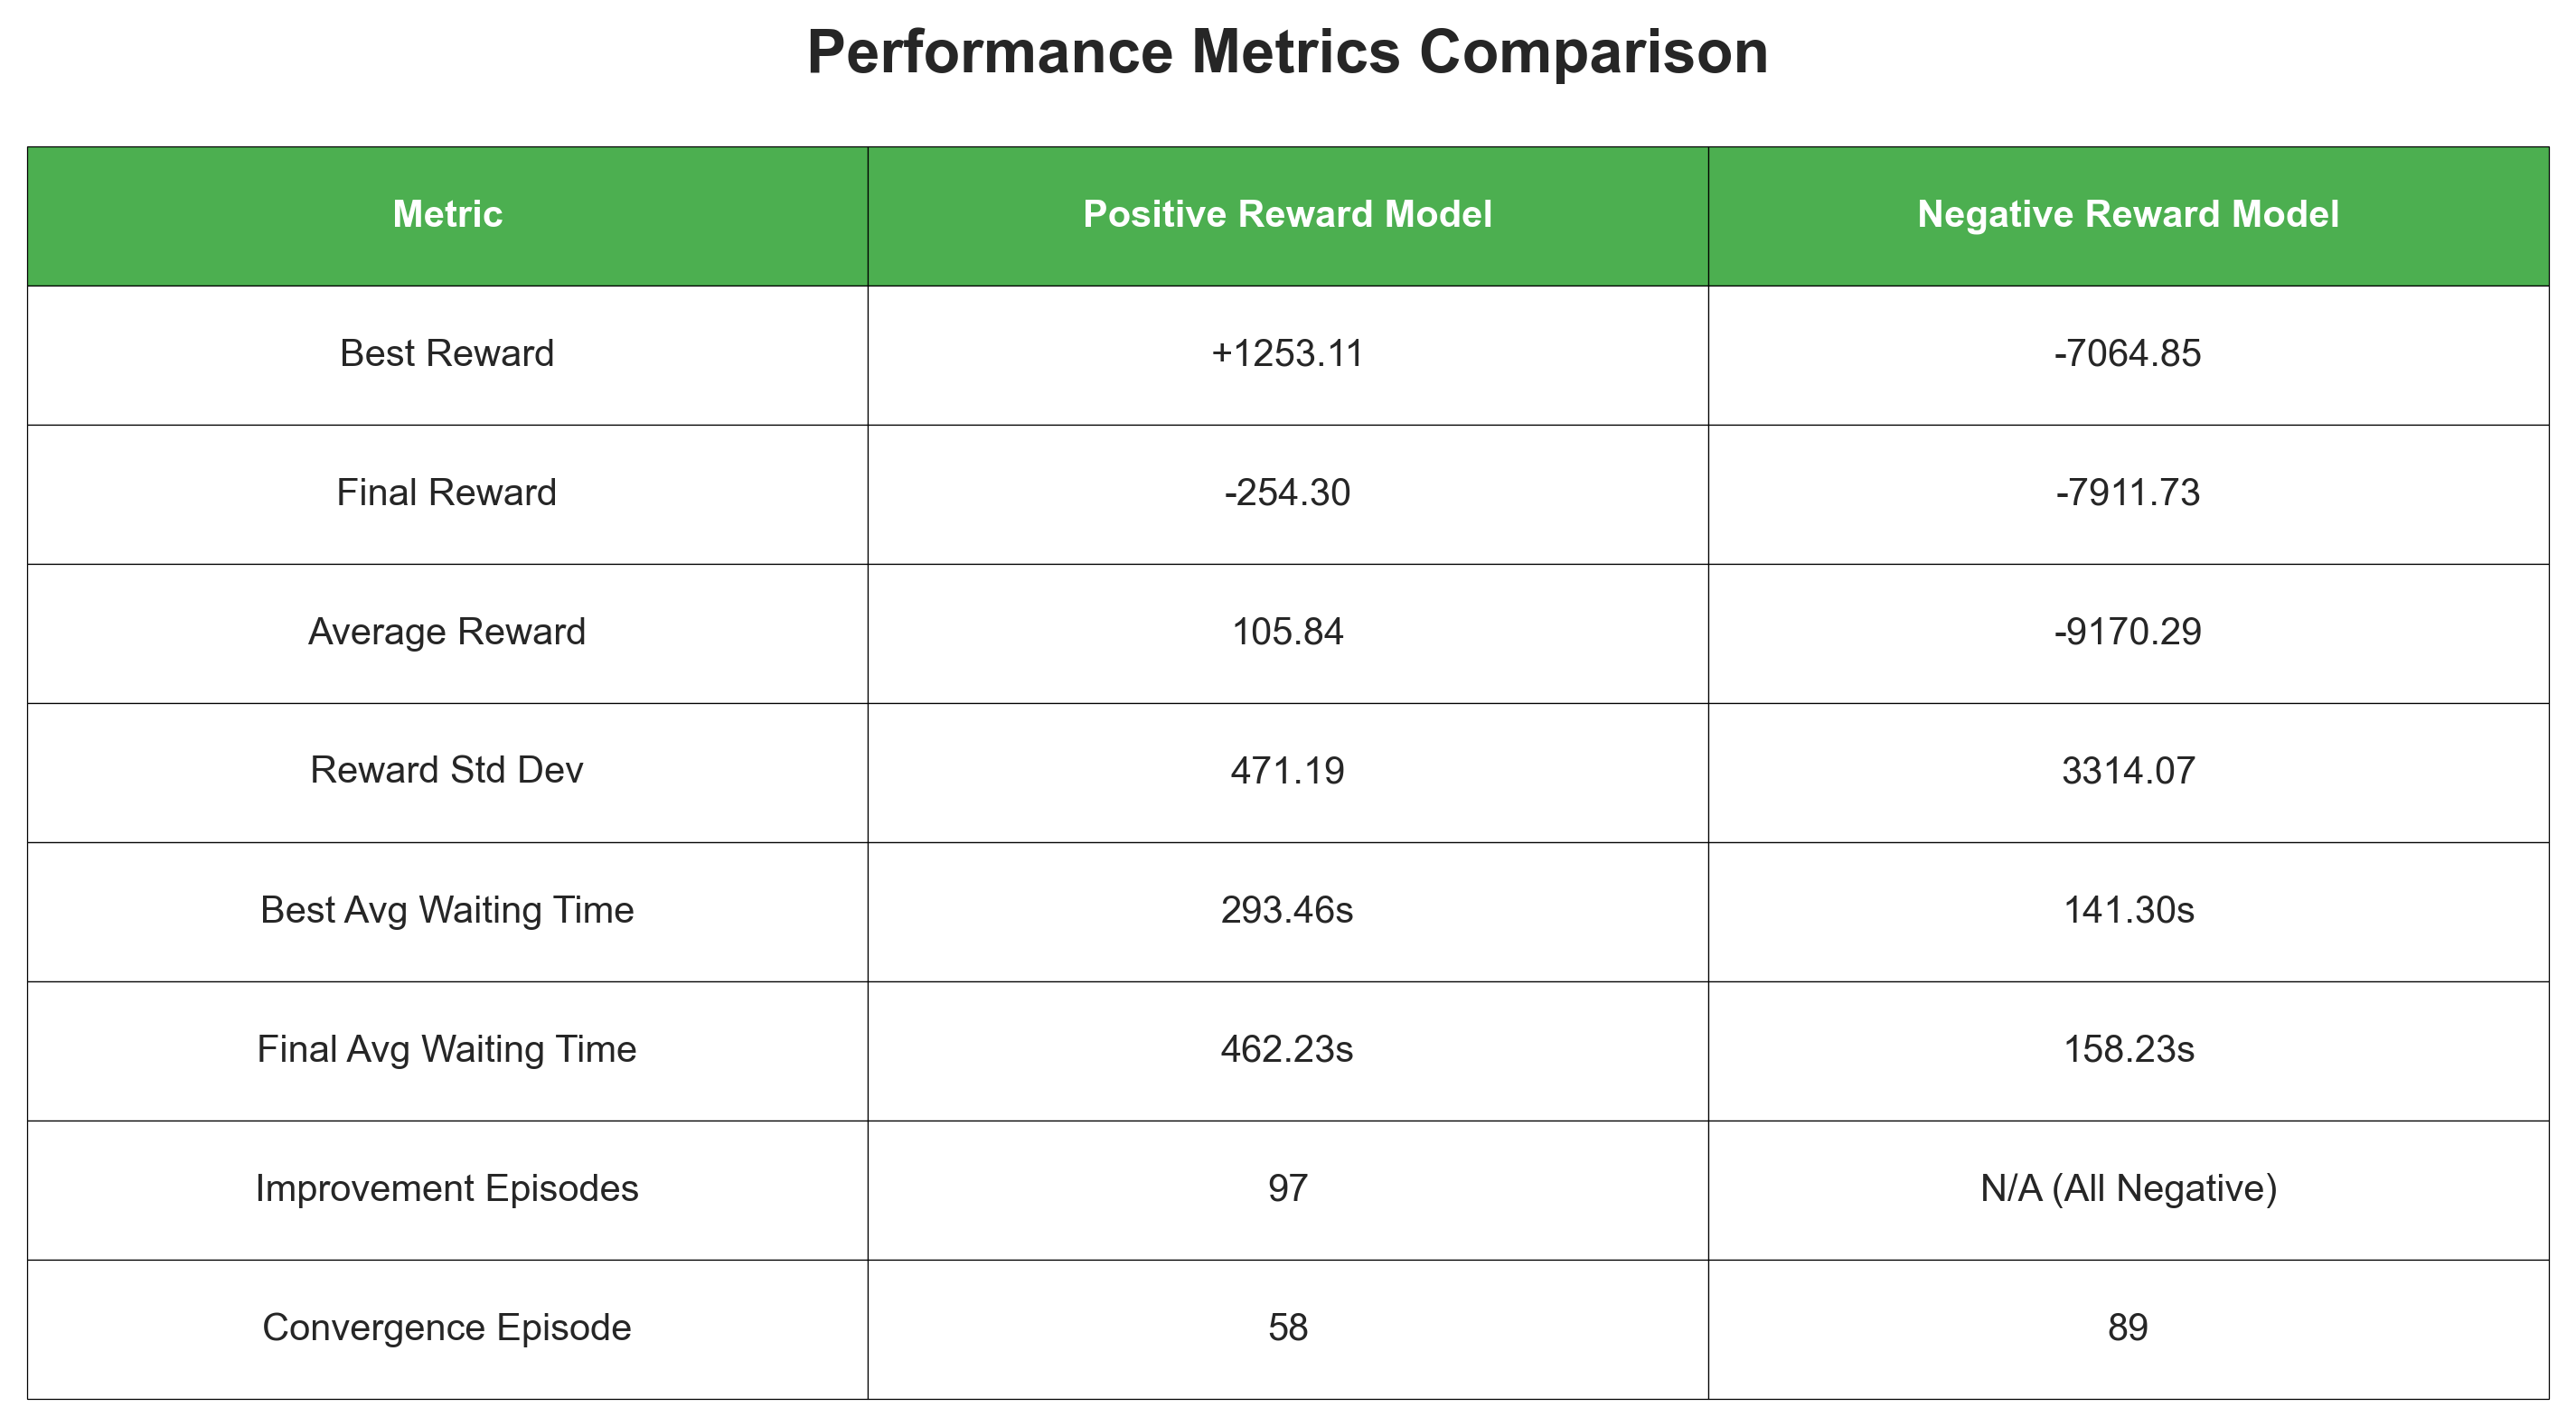 Performance Metrics Comparison
Metric Positive Reward Model Negative Reward Model
Best Reward +1253.11 -7064.85
Final Reward -254.30 -7911.73
Average Reward 105.84 -9170.29
Reward Std Dev 471.19 3314.07
Best Avg Waiting Time 293.46s 141.30s
Final Avg Waiting Time 462.23s 158.23s
Improvement Episodes 97 N/A (All Negative)
Convergence Episode 58 89